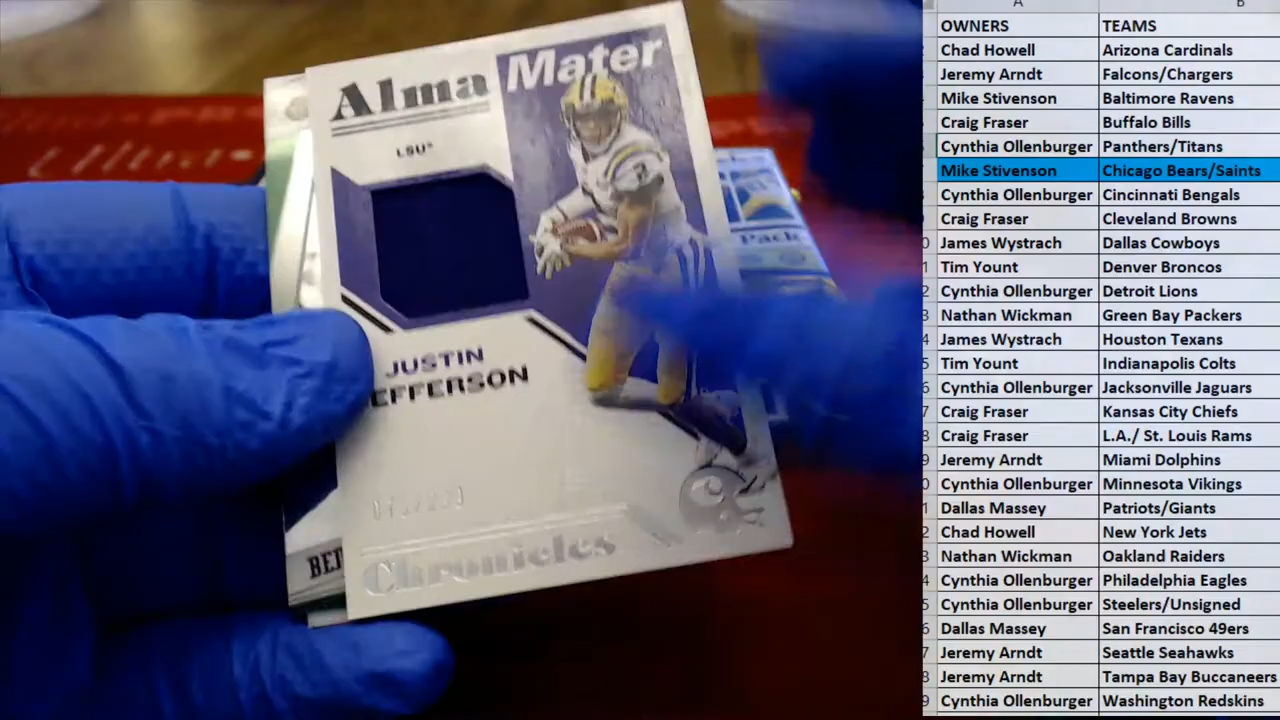 Alma Mater
LSU
JUSTIN
EFFERSON
Chronicles
BEI
Pack
A B
OWNERS TEAMS
Chad Howell Arizona Cardinals
Jeremy Arndt Falcons/Chargers
Mike Stivenson Baltimore Ravens
Craig Fraser Buffalo Bills
Cynthia Ollenburger Panthers/Titans
Mike Stivenson Chicago Bears/Saints
Cynthia Ollenburger Cincinnati Bengals
Craig Fraser Cleveland Browns
James Wystrach Dallas Cowboys
Tim Yount Denver Broncos
Cynthia Ollenburger Detroit Lions
Nathan Wickman Green Bay Packers
James Wystrach Houston Texans
Tim Yount Indianapolis Colts
Cynthia Ollenburger Jacksonville Jaguars
Craig Fraser Kansas City Chiefs
Craig Fraser L.A./ St. Louis Rams
Jeremy Arndt Miami Dolphins
Cynthia Ollenburger Minnesota Vikings
Dallas Massey Patriots/Giants
Chad Howell New York Jets
Nathan Wickman Oakland Raiders
Cynthia Ollenburger Philadelphia Eagles
Cynthia Ollenburger Steelers/Unsigned
Dallas Massey San Francisco 49ers
Jeremy Arndt Seattle Seahawks
Jeremy Arndt Tampa Bay Buccaneers
Cynthia Ollenburger Washington Redskins